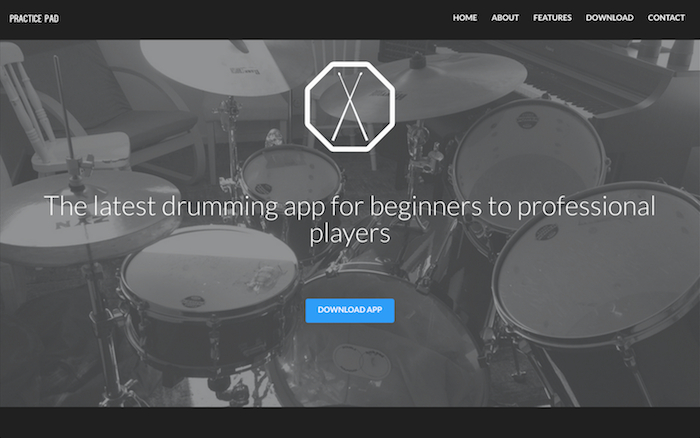 PRACTICE PAD
HOME ABOUT FEATURES DOWNLOAD CONTACT
The latest drumming app for beginners to professional
players
DOWNLOAD APP